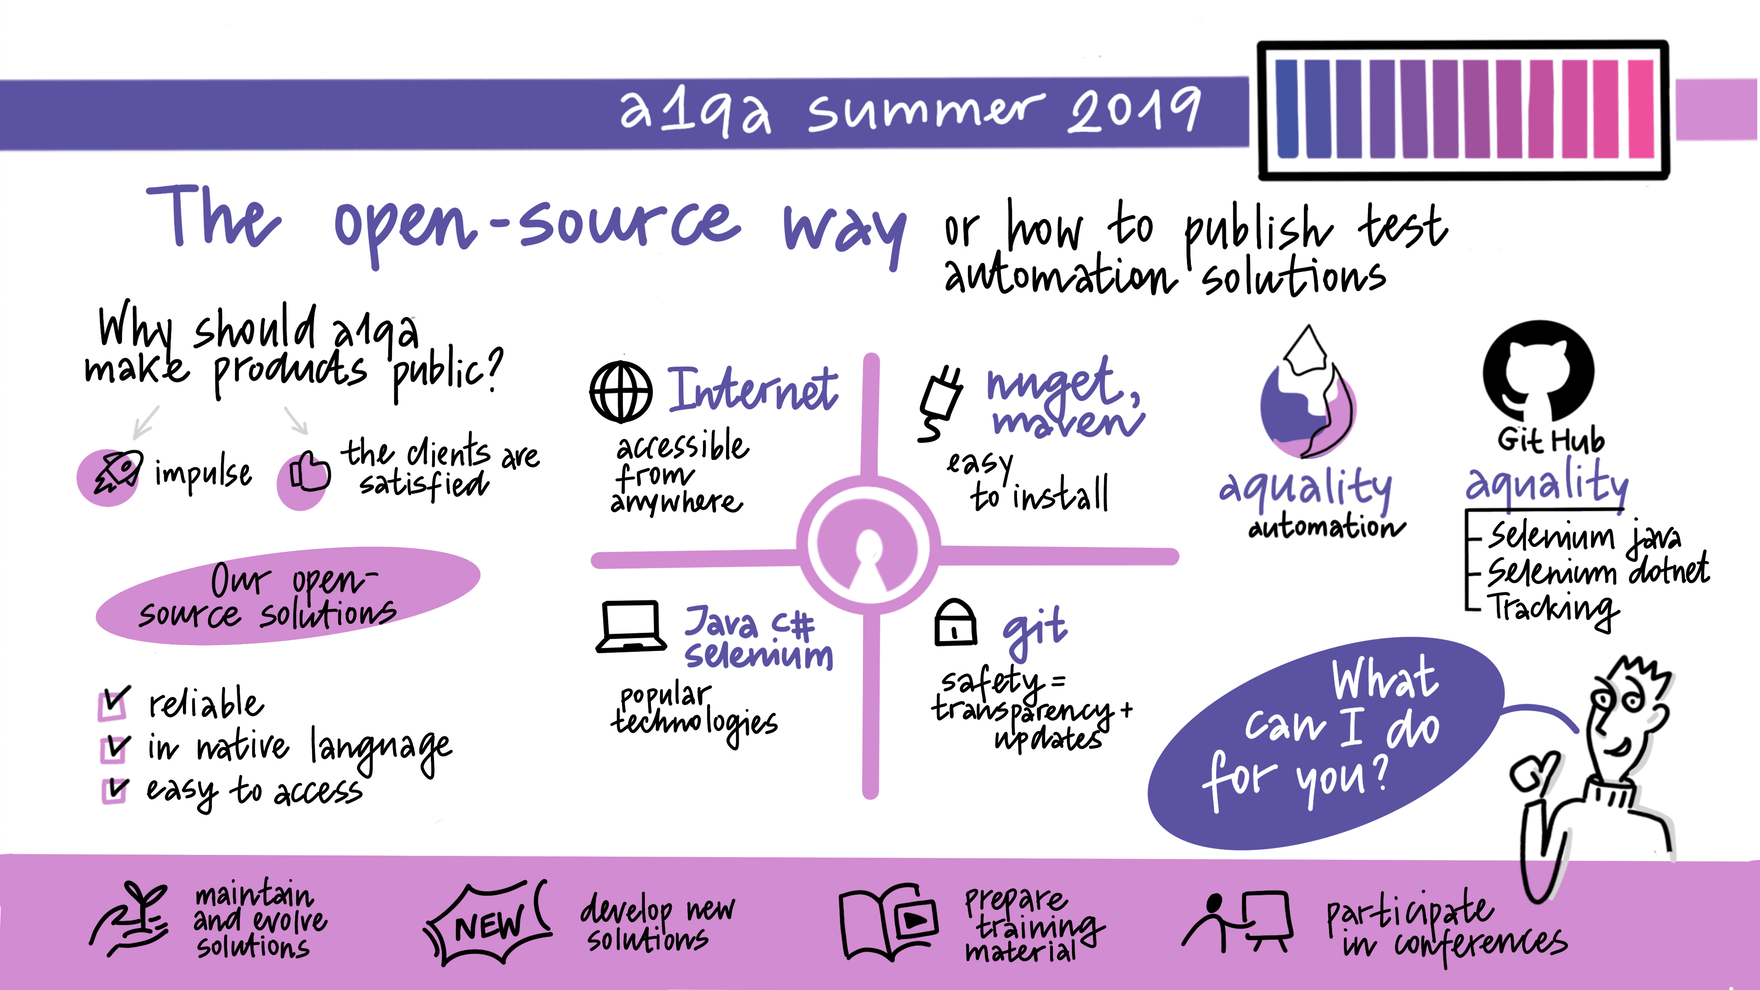 a1qa summer 2019
The open-source way
or how to publish test
automation solutions
Why should a1qa
make products public?
impulse
the clients are
satisfied
Our open-
source solutions
reliable
in native language
easy to access
Internet
accessible
from
anywhere
nuget,
maven
easy
to install
Java C#
selenium
popular
technologies
git
safety =
transparency +
updates
aquality
automation
GitHub
aquality
Selenium java
Selenium dotnet
Tracking
What
can I do
for you?
maintain
and evolve
solutions
NEW
develop new
solutions
prepare
training
material
participate
in conferences